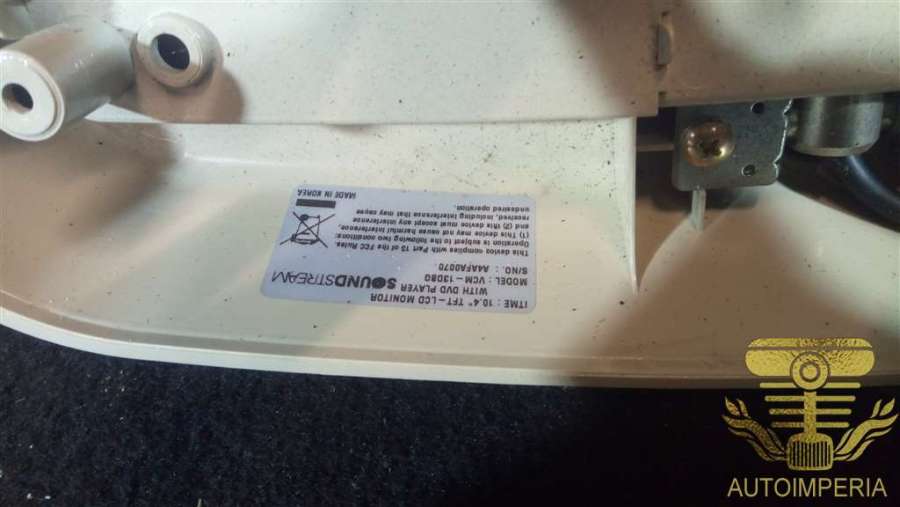 ITME : 10.4" TFT-LCD MONITOR
WITH DVD PLAYER
MODEL : VCM-130BG
S/NO. : A4AFA0070.
SOUNDSTREAM
This device complies with Part 15 of the FCC Rules.
Operation is subject to the following two conditions:
(1) This device may not cause harmful interference,
and (2) this device must accept any interference
received, including interference that may cause
undesired operation.
MADE IN KOREA
AUTOIMPERIA